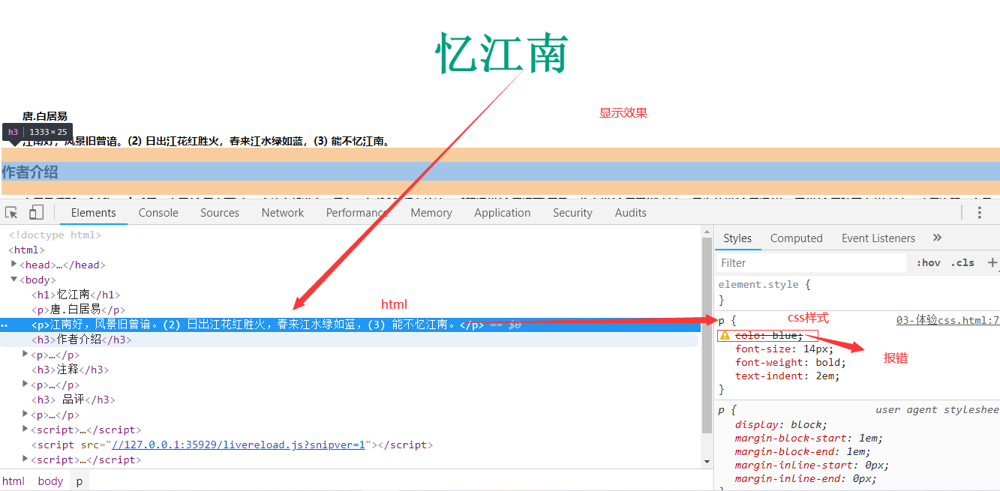 忆江南
显示效果
唐.白居易
h3 1333×25
江南好，风景旧曾谙。(2) 日出江花红胜火，春来江水绿如蓝，(3) 能不忆江南。
作者介绍
Elements Console Sources Network Performance Memory Application Security Audits
<!doctype html>
<html>
<head>…</head>
<body>
<h1>忆江南</h1>
<p>唐.白居易</p>
html
<p>江南好，风景旧曾谙。(2) 日出江花红胜火，春来江水绿如蓝，(3) 能不忆江南。</p> == $0
<h3>作者介绍</h3>
<p>…</p>
<h3>注释</h3>
<p>…</p>
<h3> 品评</h3>
<p>…</p>
<script>…</script>
<script src="//127.0.0.1:35929/livereload.js?snipver=1"></script>
<script>…</script>
html body p
Styles Computed Event Listeners »
Filter :hov .cls +
element.style {
}
css样式
p { 03-体验css.html:7
colo: blue;
报错
font-size: 14px;
font-weight: bold;
text-indent: 2em;
}
p { user agent styleshee
display: block;
margin-block-start: 1em;
margin-block-end: 1em;
margin-inline-start: 0px;
margin-inline-end: 0px;